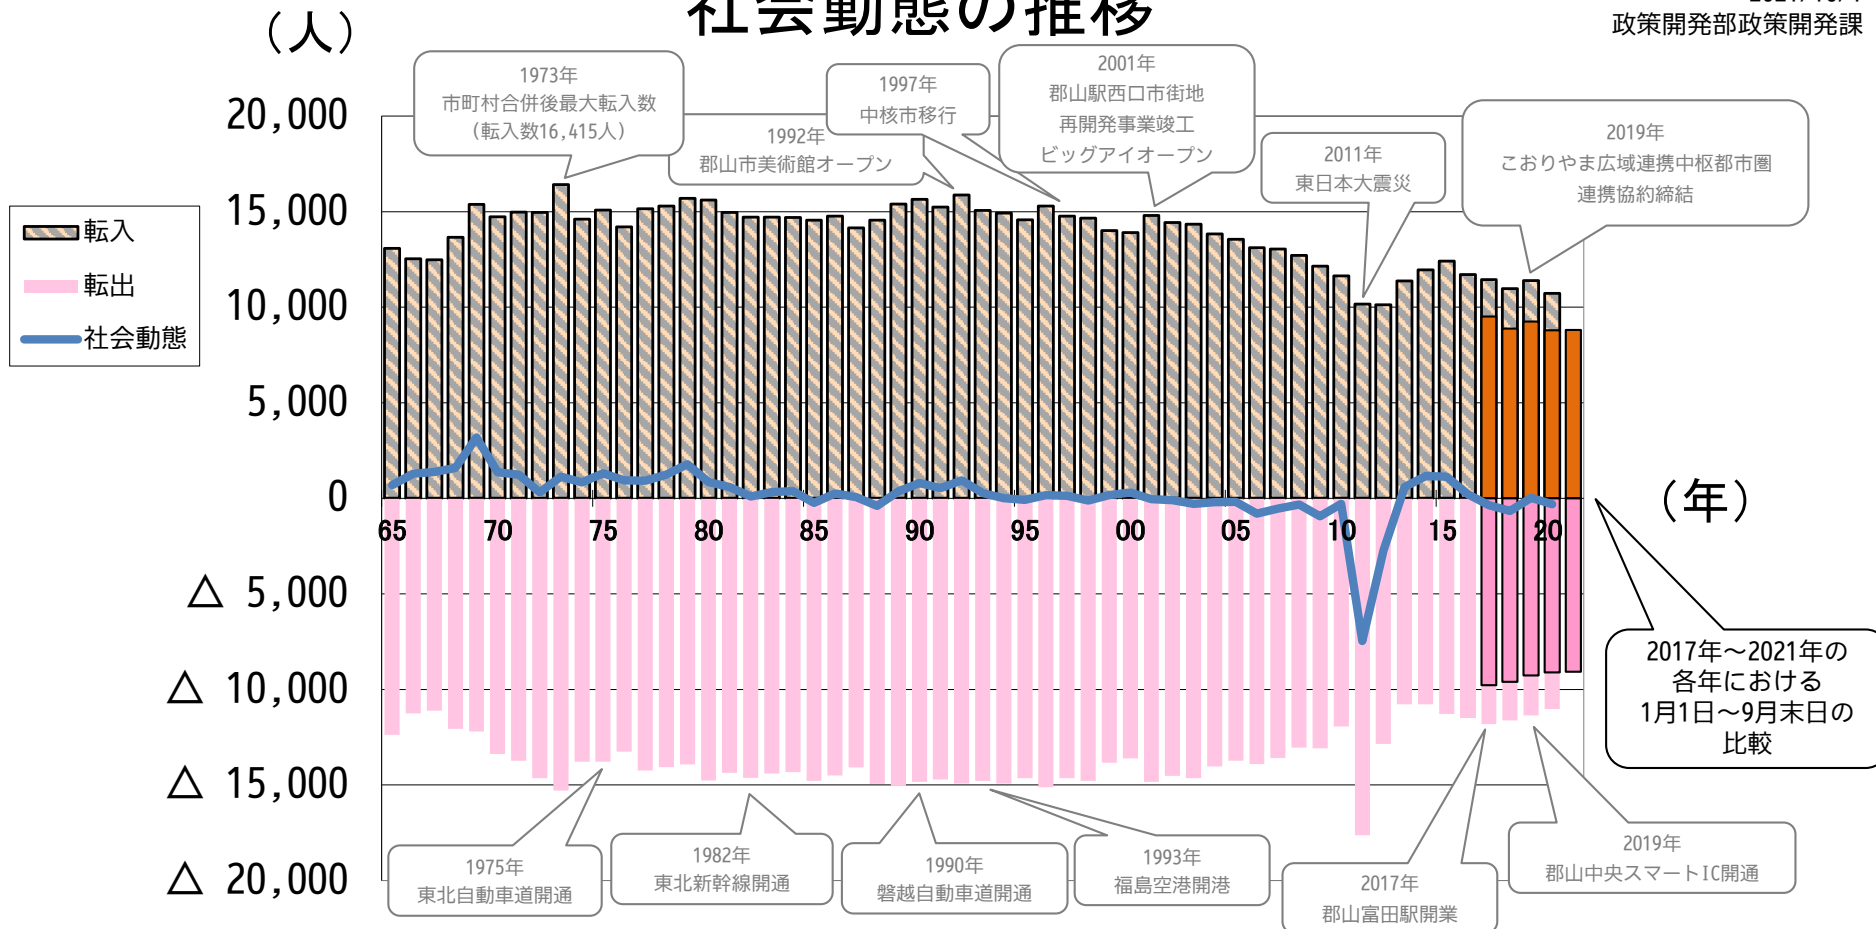 社会動態の推移
政策開発部政策開発課
（人）
20,000
15,000
10,000
5,000
0
△ 5,000
△ 10,000
△ 15,000
△ 20,000
転入
転出
社会動態
1973年
市町村合併後最大転入数
（転入数16,415人）
1992年
郡山市美術館オープン
1997年
中核市移行
2001年
郡山駅西口市街地
再開発事業竣工
ビッグアイオープン
2011年
東日本大震災
2019年
こおりやま広域連携中枢都市圏
連携協約締結
65 70 75 80 85 90 95 00 05 10 15 20
（年）
2017年～2021年の
各年における
1月1日～9月末日の
比較
1975年
東北自動車道開通
1982年
東北新幹線開通
1990年
磐越自動車道開通
1993年
福島空港開港
2017年
郡山富田駅開業
2019年
郡山中央スマートIC開通